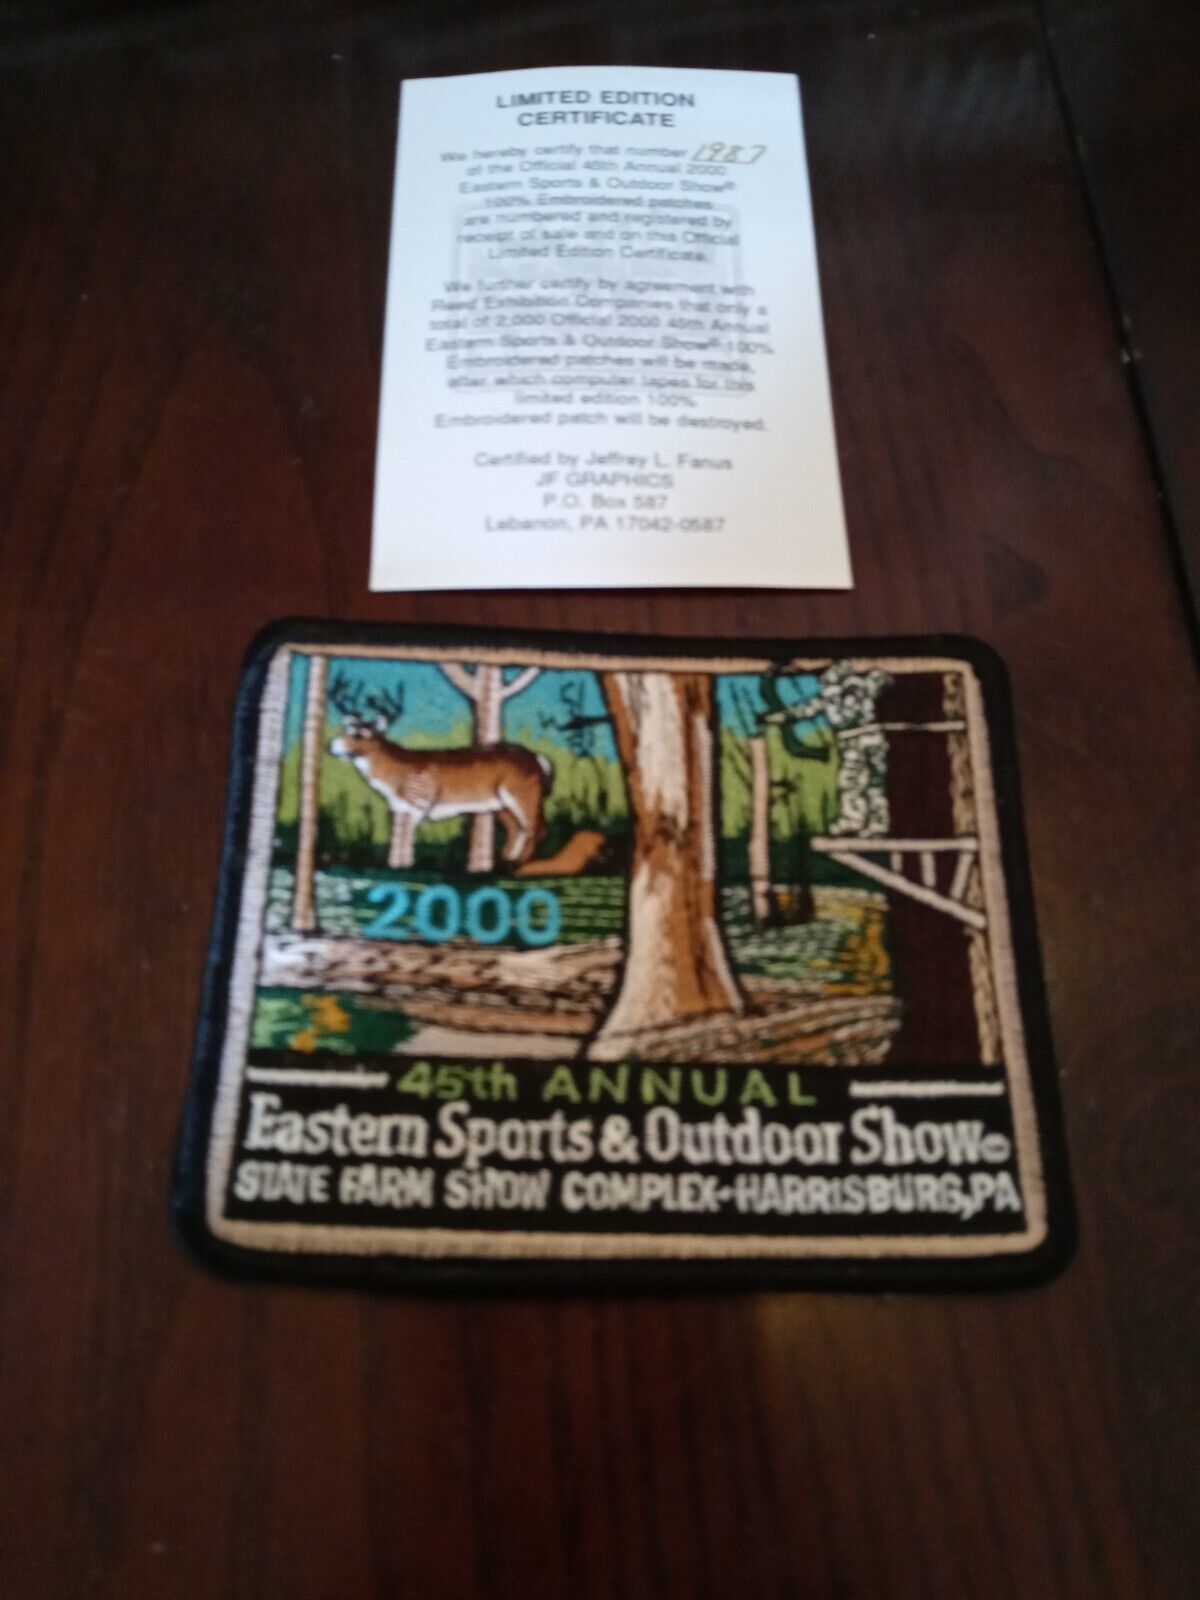 LIMITED EDITION
CERTIFICATE
We hereby certify that number 1987
of the Official 45th Annual 2000
Eastern Sports & Outdoor Show®
100% Embroidered patches
are numbered and registered by
receipt of sale and on this Official
Limited Edition Certificate.
We further certify by agreement with
Reed Exhibition Companies that only a
total of 2,000 Official 2000 45th Annual
Eastern Sports & Outdoor Show® 100%
Embroidered patches will be made,
after which computer tapes for this
limited edition 100%
Embroidered patch will be destroyed.
Certified by Jeffrey L. Fanus
JF GRAPHICS
P.O. Box 587
Lebanon, PA 17042-0587
2000
45th ANNUAL
Eastern Sports & Outdoor Show®
STATE FARM SHOW COMPLEX-HARRISBURG,PA